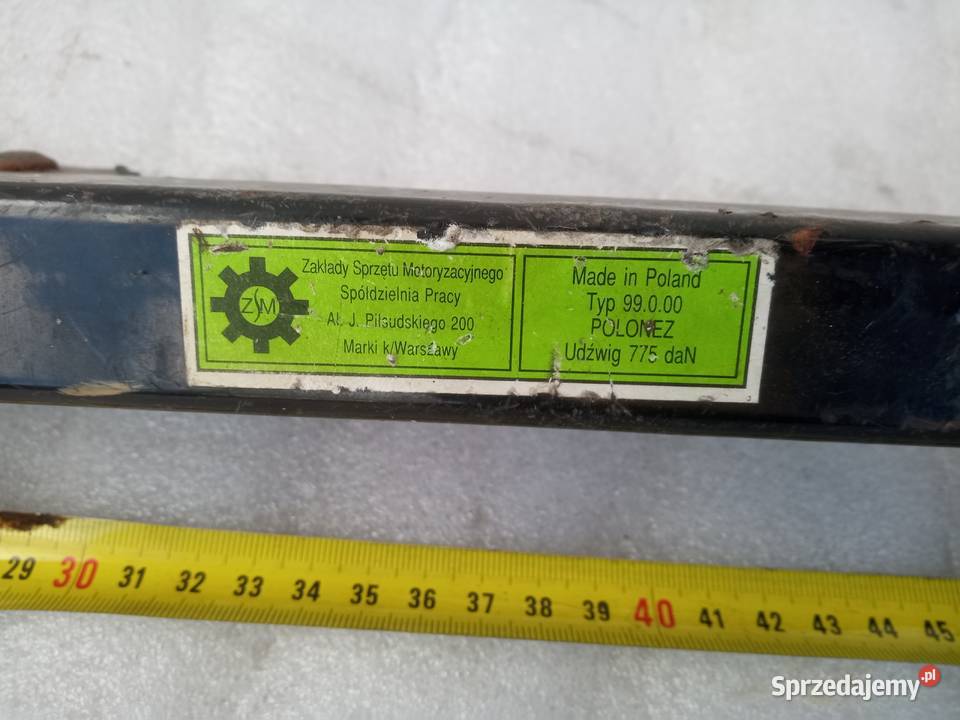 ZSM
Zakłady Sprzętu Motoryzacyjnego
Spółdzielnia Pracy
Al. J. Piłsudskiego 200
Marki k/Warszawy
Made in Poland
Typ 99.0.00
POLONEZ
Udźwig 775 daN
29 30 31 32 33 34 35 36 37 38 39 40 41 42 43 44 45
Sprzedajemy.pl